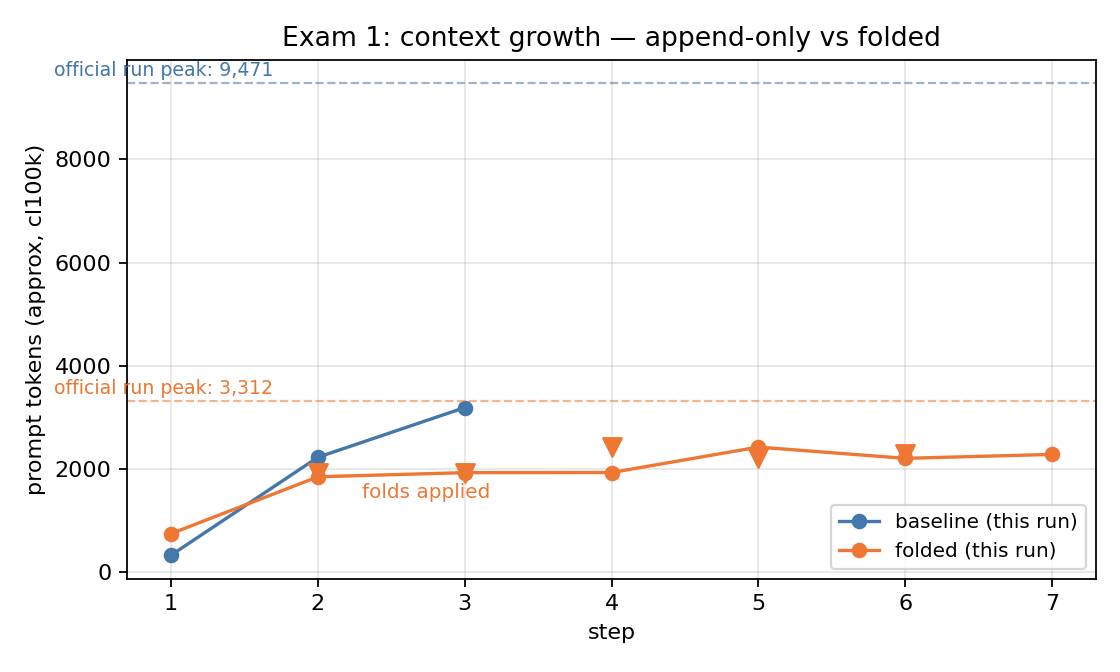 Exam 1: context growth — append-only vs folded
official run peak: 9,471
8000
6000
4000
official run peak: 3,312
2000
folds applied
0
prompt tokens (approx, cl100k)
baseline (this run)
folded (this run)
1 2 3 4 5 6 7
step